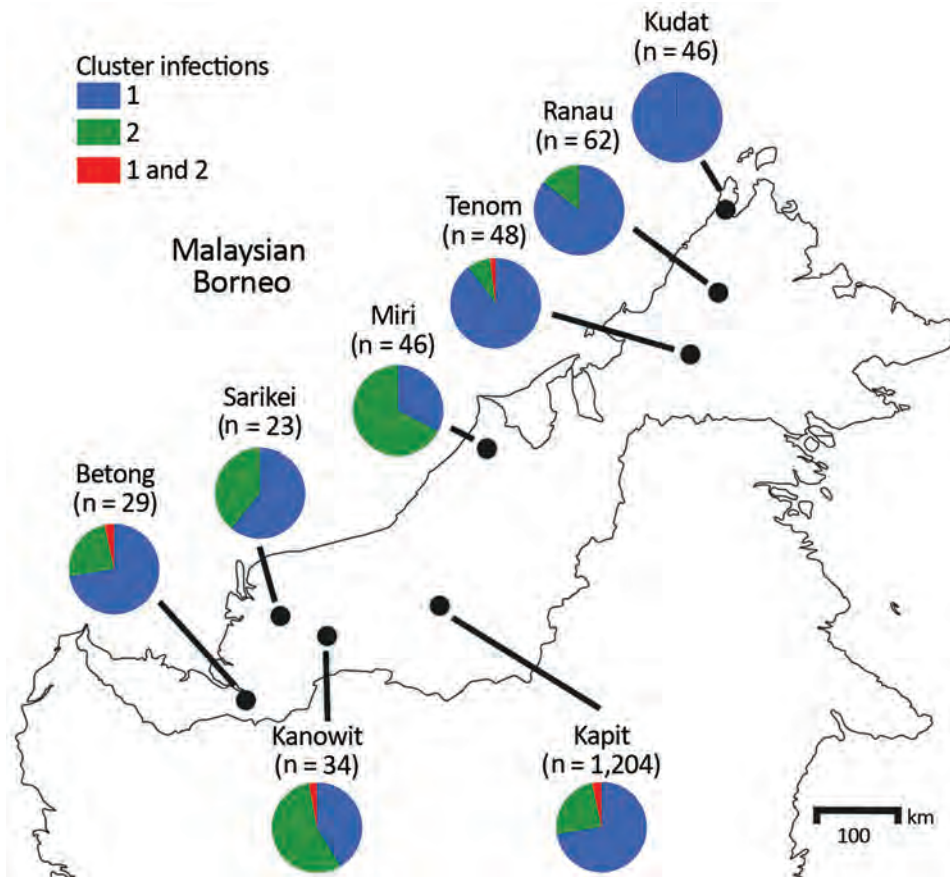 Cluster infections
1
2
1 and 2
Malaysian
Borneo
Kudat
(n = 46)
Ranau
(n = 62)
Tenom
(n = 48)
Miri
(n = 46)
Sarikei
(n = 23)
Betong
(n = 29)
Kanowit
(n = 34)
Kapit
(n = 1,204)
100 km